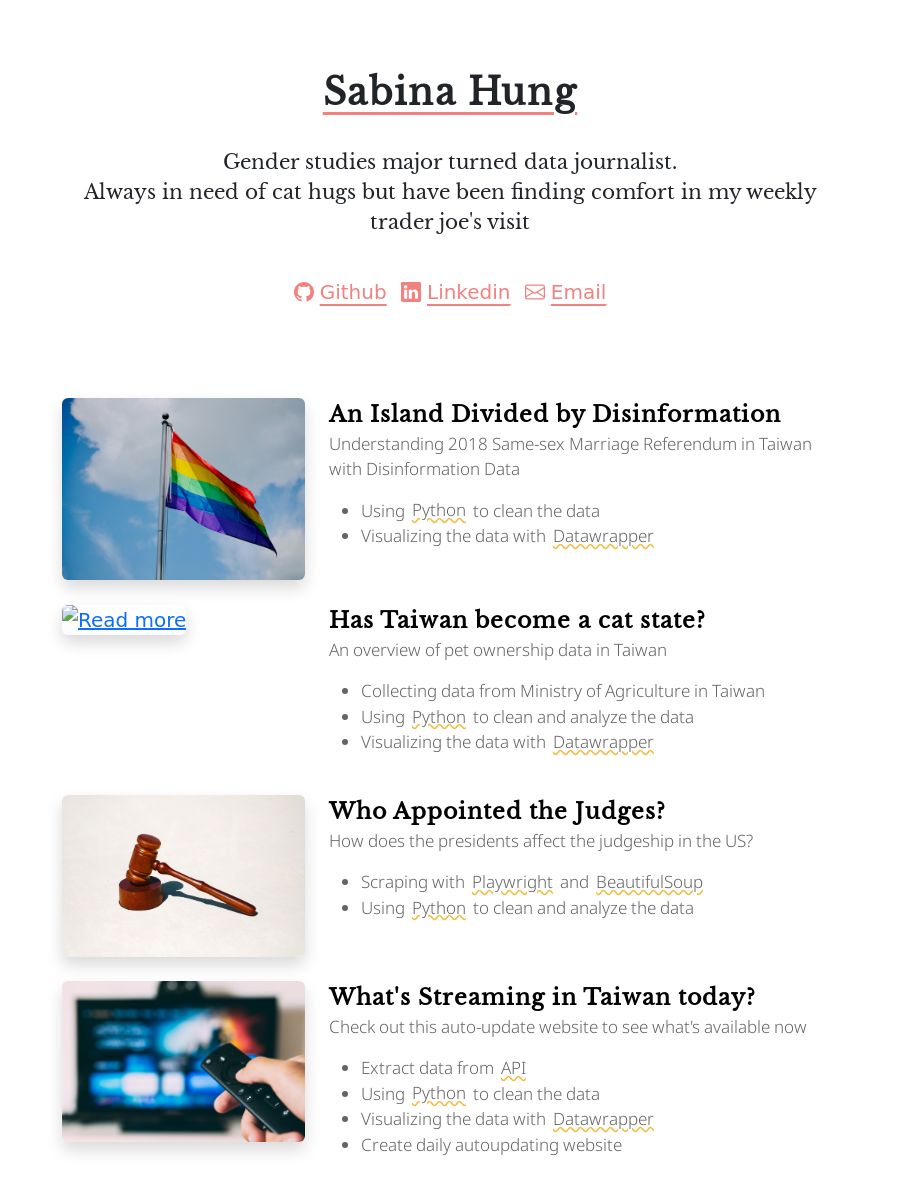 Sabina Hung
Gender studies major turned data journalist.
Always in need of cat hugs but have been finding comfort in my weekly
trader joe's visit
Github Linkedin Email
An Island Divided by Disinformation
Understanding 2018 Same-sex Marriage Referendum in Taiwan
with Disinformation Data
Using Python to clean the data
Visualizing the data with Datawrapper
Read more
Has Taiwan become a cat state?
An overview of pet ownership data in Taiwan
Collecting data from Ministry of Agriculture in Taiwan
Using Python to clean and analyze the data
Visualizing the data with Datawrapper
Who Appointed the Judges?
How does the presidents affect the judgeship in the US?
Scraping with Playwright and BeautifulSoup
Using Python to clean and analyze the data
What's Streaming in Taiwan today?
Check out this auto-update website to see what's available now
Extract data from API
Using Python to clean the data
Visualizing the data with Datawrapper
Create daily autoupdating website